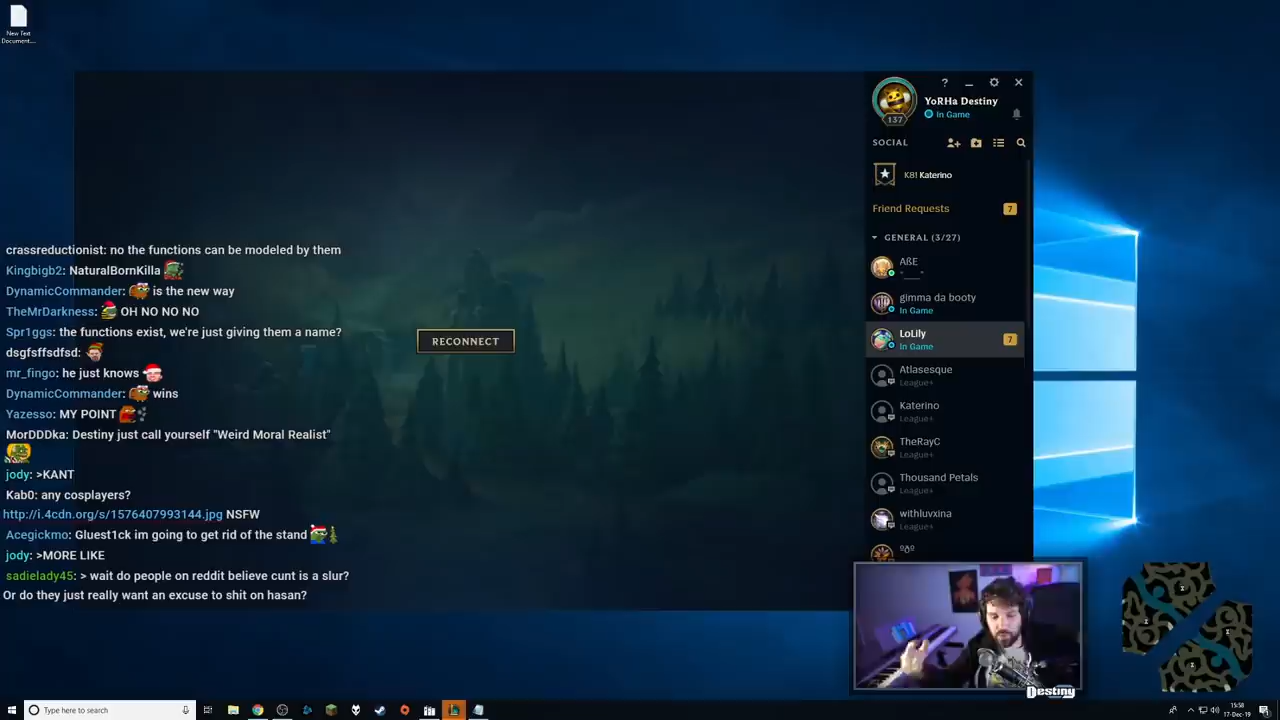 New Text
Document....
? 
YoRHa Destiny
137
In Game
SOCIAL
K8! Katerino
Friend Requests
7
GENERAL (3/27)
AßE
*___*
gimma da booty
In Game
LoLily
In Game
7
Atlasesque
League+
Katerino
League+
TheRayC
League+
Thousand Petals
League+
withluvxina
League+
RECONNECT
crassreductionist: no the functions can be modeled by them
Kingbigb2: NaturalBornKilla
DynamicCommander: is the new way
TheMrDarkness: OH NO NO NO
Spr1ggs: the functions exist, we're just giving them a name?
dsgfsffsdfsd:
mr_fingo: he just knows
DynamicCommander: wins
Yazesso: MY POINT
MorDDDka: Destiny just call yourself "Weird Moral Realist"
jody: >KANT
Kab0: any cosplayers?
http://i.4cdn.org/s/1576407993144.jpg NSFW
Acegickmo: Gluest1ck im going to get rid of the stand
jody: >MORE LIKE
sadielady45: > wait do people on reddit believe cunt is a slur?
Or do they just really want an excuse to shit on hasan?
Destiny
Type here to search
15:58
17-Dec-19